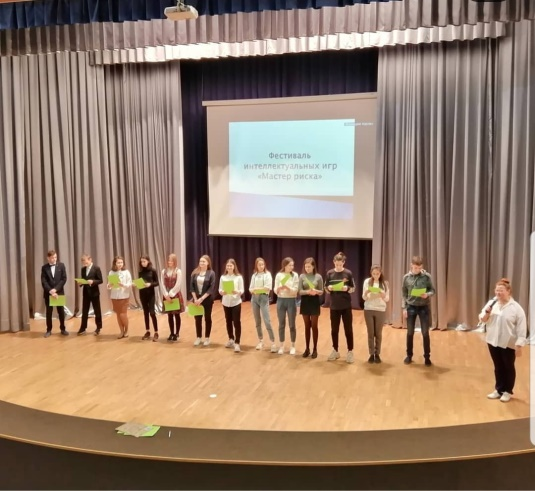 Фестиваль
интеллектуальных игр
«Мастер риска»